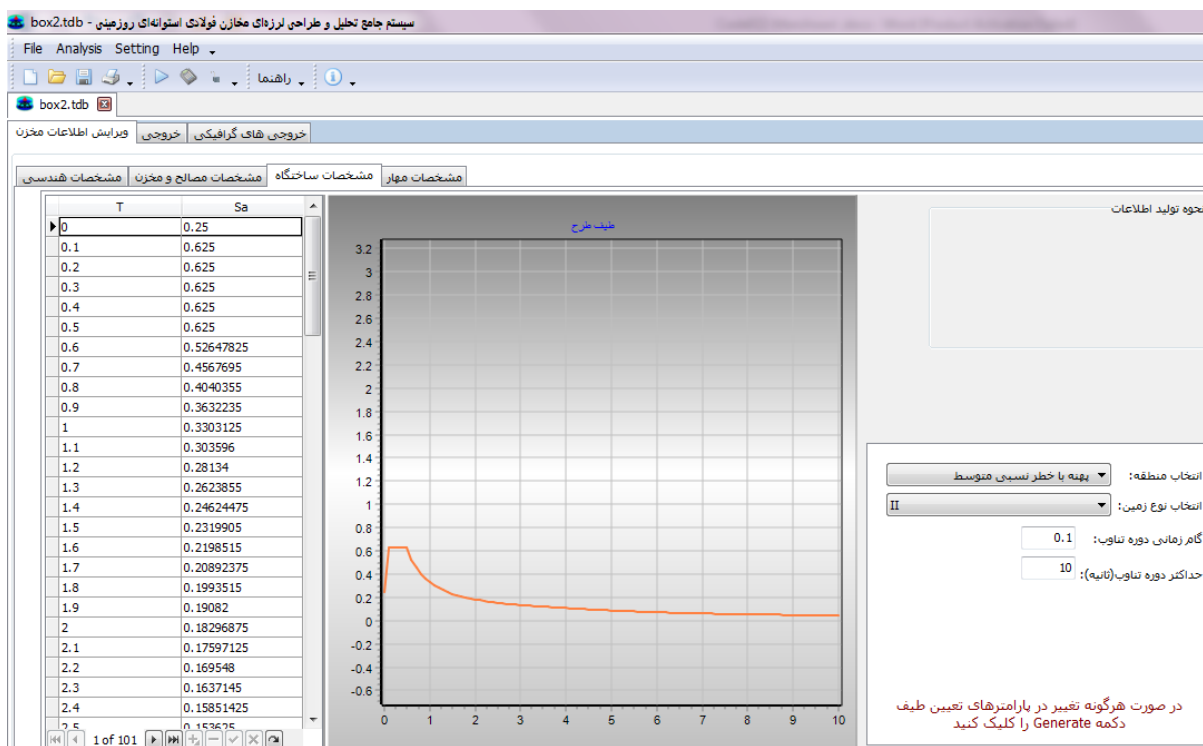 سیستم جامع تحلیل و طراحی لرزه‌ای مخازن فولادی استوانه‌ای روزمینی - box2.tdb
File Analysis Setting Help
راهنما
box2.tdb
ویرایش اطلاعات مخزن خروجی خروجی های گرافیکی
مشخصات هندسی مشخصات مصالح و مخزن مشخصات ساختگاه مشخصات مهار
T Sa
0 0.25
0.1 0.625
0.2 0.625
0.3 0.625
0.4 0.625
0.5 0.625
0.6 0.52647825
0.7 0.4567695
0.8 0.4040355
0.9 0.3632235
1 0.3303125
1.1 0.303596
1.2 0.28134
1.3 0.2623855
1.4 0.24624475
1.5 0.2319905
1.6 0.2198515
1.7 0.20892375
1.8 0.1993515
1.9 0.19082
2 0.18296875
2.1 0.17597125
2.2 0.169548
2.3 0.1637145
2.4 0.15851425
2.5 0.153625
1 of 101
طیف طرح
3.2
3
2.8
2.6
2.4
2.2
2
1.8
1.6
1.4
1.2
1
0.8
0.6
0.4
0.2
0
-0.2
-0.4
-0.6
0 1 2 3 4 5 6 7 8 9 10
نحوه تولید اطلاعات
انتخاب منطقه: پهنه با خطر نسبی متوسط
انتخاب نوع زمین: II
گام زمانی دوره تناوب: 0.1
حداکثر دوره تناوب(ثانیه): 10
در صورت هرگونه تغییر در پارامترهای تعیین طیف
دکمه Generate را کلیک کنید